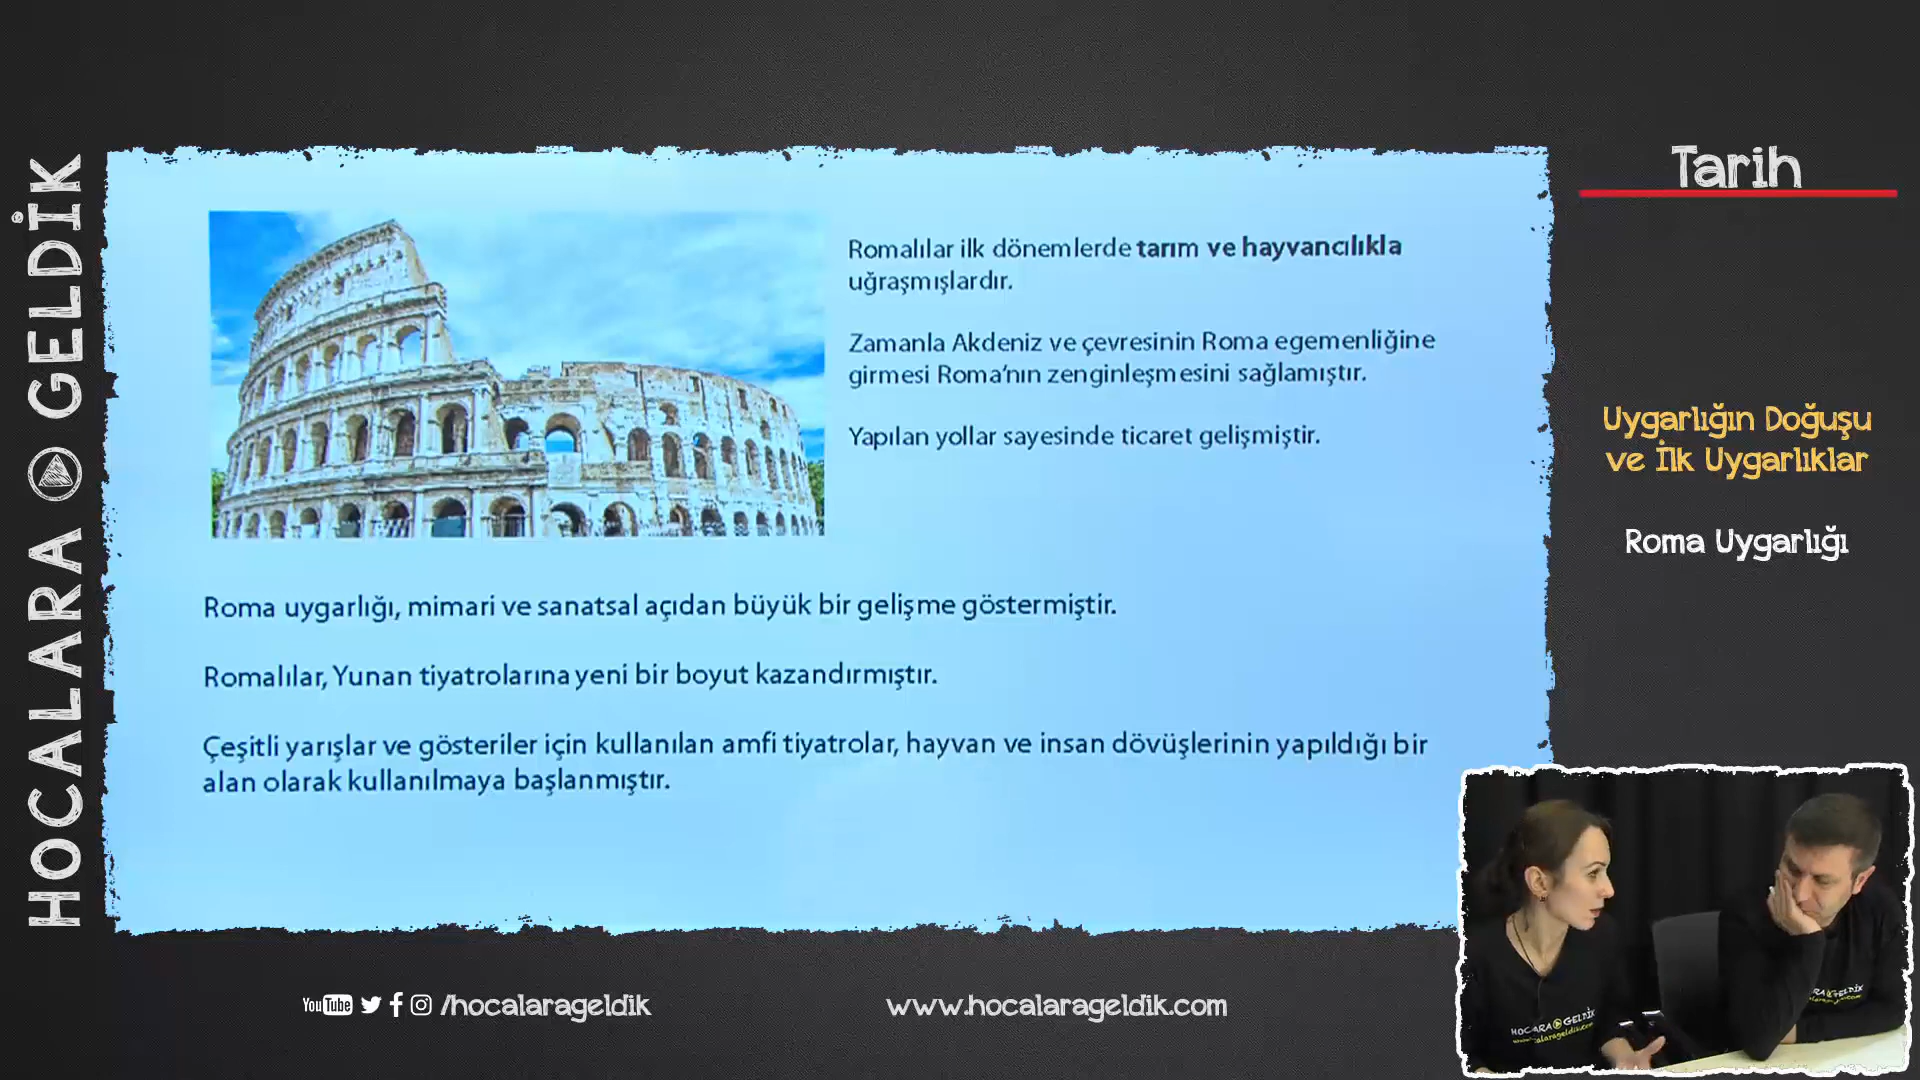 HOCALARA GELDİK
Romalılar ilk dönemlerde tarım ve hayvancılıkla
uğraşmışlardır.
Zamanla Akdeniz ve çevresinin Roma egemenliğine
girmesi Roma'nın zenginleşmesini sağlamıştır.
Yapılan yollar sayesinde ticaret gelişmiştir.
Roma uygarlığı, mimari ve sanatsal açıdan büyük bir gelişme göstermiştir.
Romalılar, Yunan tiyatrolarına yeni bir boyut kazandırmıştır.
Çeşitli yarışlar ve gösteriler için kullanılan amfi tiyatrolar, hayvan ve insan dövüşlerinin yapıldığı bir
alan olarak kullanılmaya başlanmıştır.
Tarih
Uygarlığın Doğuşu
ve İlk Uygarlıklar
Roma Uygarlığı
YouTube /hocalarageldik
www.hocalarageldik.com